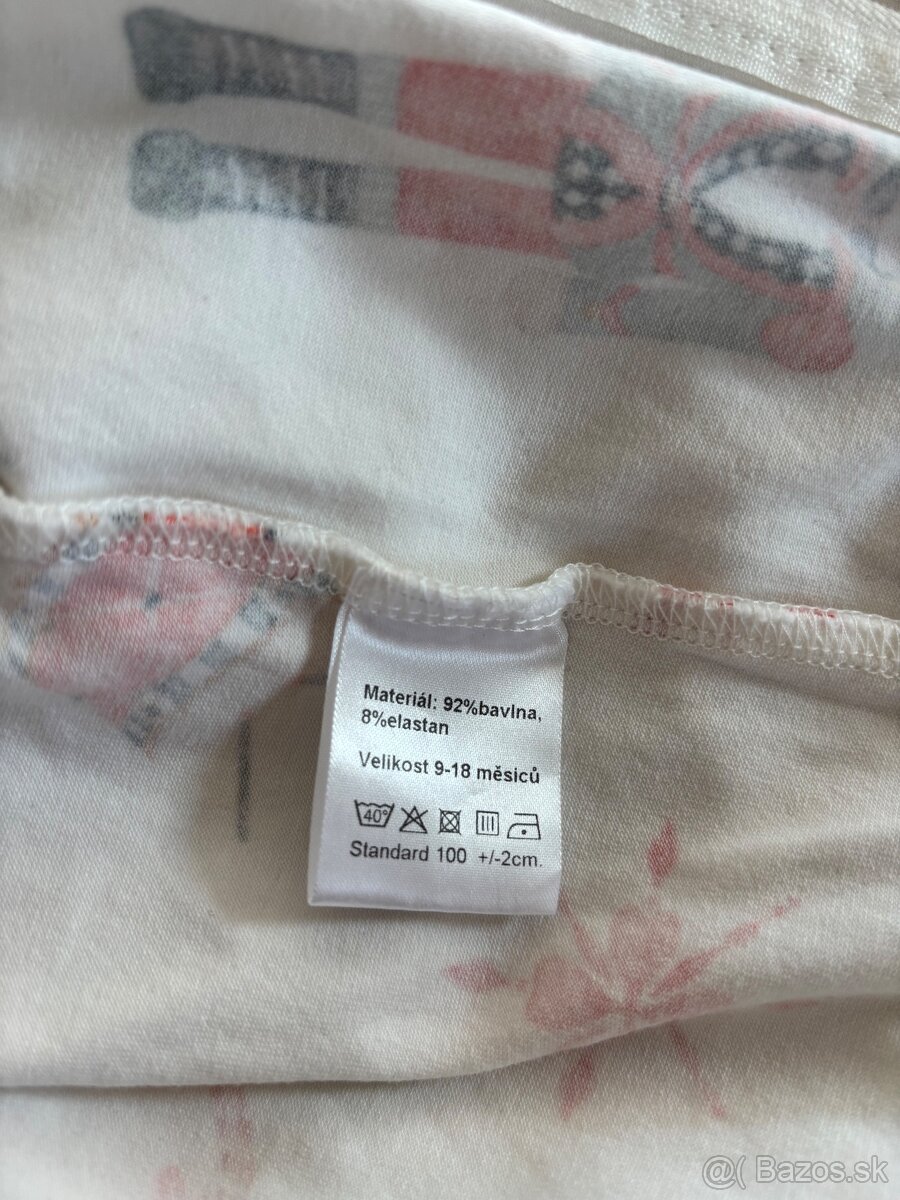 Materiál: 92%bavlna,
8%elastan
Velikost 9-18 měsiců
40°
Standard 100 +/-2cm.
@( Bazos.sk